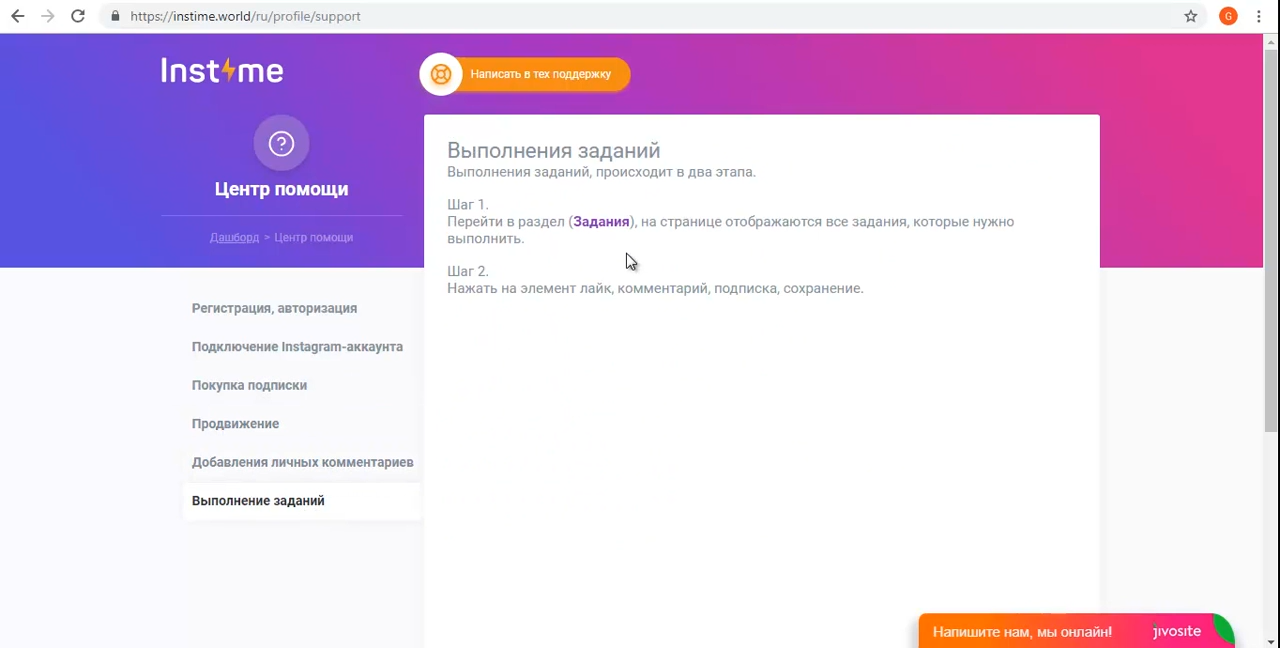 https://instime.world/ru/profile/support
G
Inst⚡me
Написать в тех поддержку
?
Центр помощи
Дашборд > Центр помощи
Регистрация, авторизация
Подключение Instagram-аккаунта
Покупка подписки
Продвижение
Добавления личных комментариев
Выполнение заданий
Выполнения заданий
Выполнения заданий, происходит в два этапа.
Шаг 1.
Перейти в раздел (Задания), на странице отображаются все задания, которые нужно
выполнить.
Шаг 2.
Нажать на элемент лайк, комментарий, подписка, сохранение.
Напишите нам, мы онлайн! jivosite